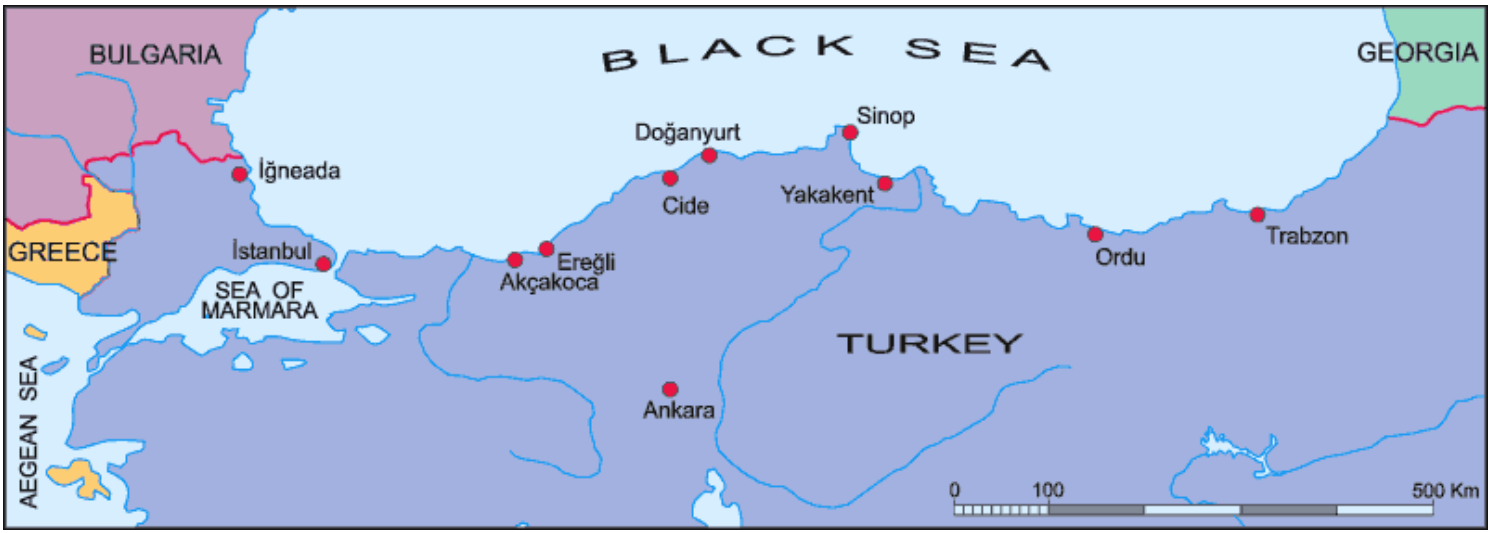 BULGARIA
BLACK SEA
GEORGIA
Sinop
Doğanyurt
İğneada
Yakakent
Cide
Trabzon
Ordu
GREECE
İstanbul
Ereğli
Akçakoca
SEA OF
MARMARA
TURKEY
AEGEAN SEA
Ankara
0 100 500 Km